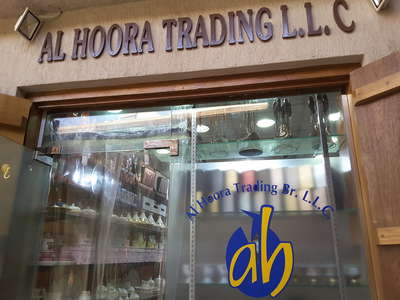 AL HOORA TRADING L.L.C
Al Hoora Trading Br. L.L.C
ah